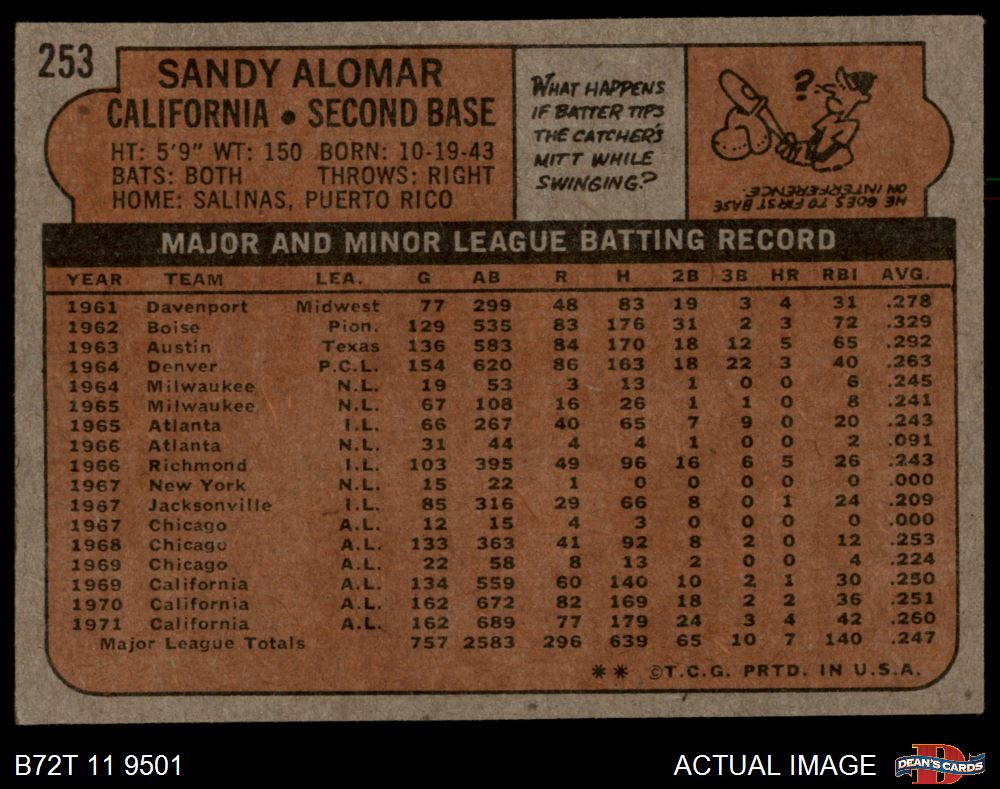 253
SANDY ALOMAR
CALIFORNIA • SECOND BASE
HT: 5'9" WT: 150 BORN: 10-19-43
BATS: BOTH THROWS: RIGHT
HOME: SALINAS, PUERTO RICO
WHAT HAPPENS
IF BATTER TIPS
THE CATCHER'S
MITT WHILE
SWINGING?
?
HE GOES TO FIRST BASE
ON INTERFERENCE.
MAJOR AND MINOR LEAGUE BATTING RECORD
YEAR TEAM LEA. G AB R H 2B 3B HR RBI AVG.
1961 Davenport Midwest 77 299 48 83 19 3 4 31 .278
1962 Boise Pion. 129 535 83 176 31 2 3 72 .329
1963 Austin Texas 136 583 84 170 18 12 5 65 .292
1964 Denver P.C.L. 154 620 86 163 18 22 3 40 .263
1964 Milwaukee N.L. 19 53 3 13 1 0 0 6 .245
1965 Milwaukee N.L. 67 108 16 26 1 1 0 8 .241
1965 Atlanta I.L. 66 267 40 65 7 9 0 20 .243
1966 Atlanta N.L. 31 44 4 4 1 0 0 2 .091
1966 Richmond I.L. 103 395 49 96 16 6 5 26 .243
1967 New York N.L. 15 22 1 0 0 0 0 0 .000
1967 Jacksonville I.L. 85 316 29 66 8 0 1 24 .209
1967 Chicago A.L. 12 15 4 3 0 0 0 0 .000
1968 Chicago A.L. 133 363 41 92 8 2 0 12 .253
1969 Chicago A.L. 22 58 8 13 2 0 0 4 .224
1969 California A.L. 134 559 60 140 10 2 1 30 .250
1970 California A.L. 162 672 82 169 18 2 2 36 .251
1971 California A.L. 162 689 77 179 24 3 4 42 .260
Major League Totals 757 2583 296 639 65 10 7 140 .247
** ©T.C.G. PRTD. IN U.S.A.
B72T 11 9501
ACTUAL IMAGE
D
DEAN'S CARDS